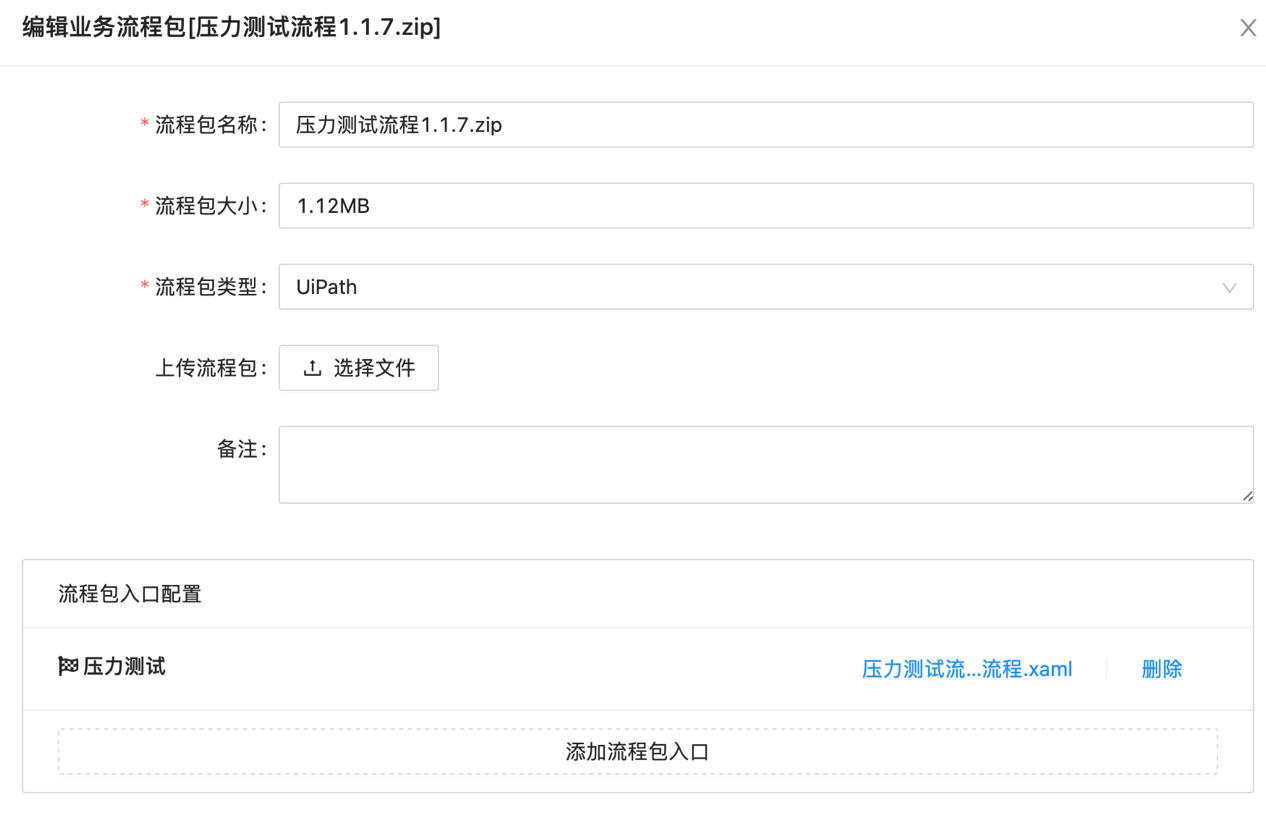 编辑业务流程包[压力测试流程1.1.7.zip]
* 流程包名称: 压力测试流程1.1.7.zip
* 流程包大小: 1.12MB
* 流程包类型: UiPath
上传流程包: 选择文件
备注:
流程包入口配置
压力测试 压力测试流...流程.xaml 删除
添加流程包入口